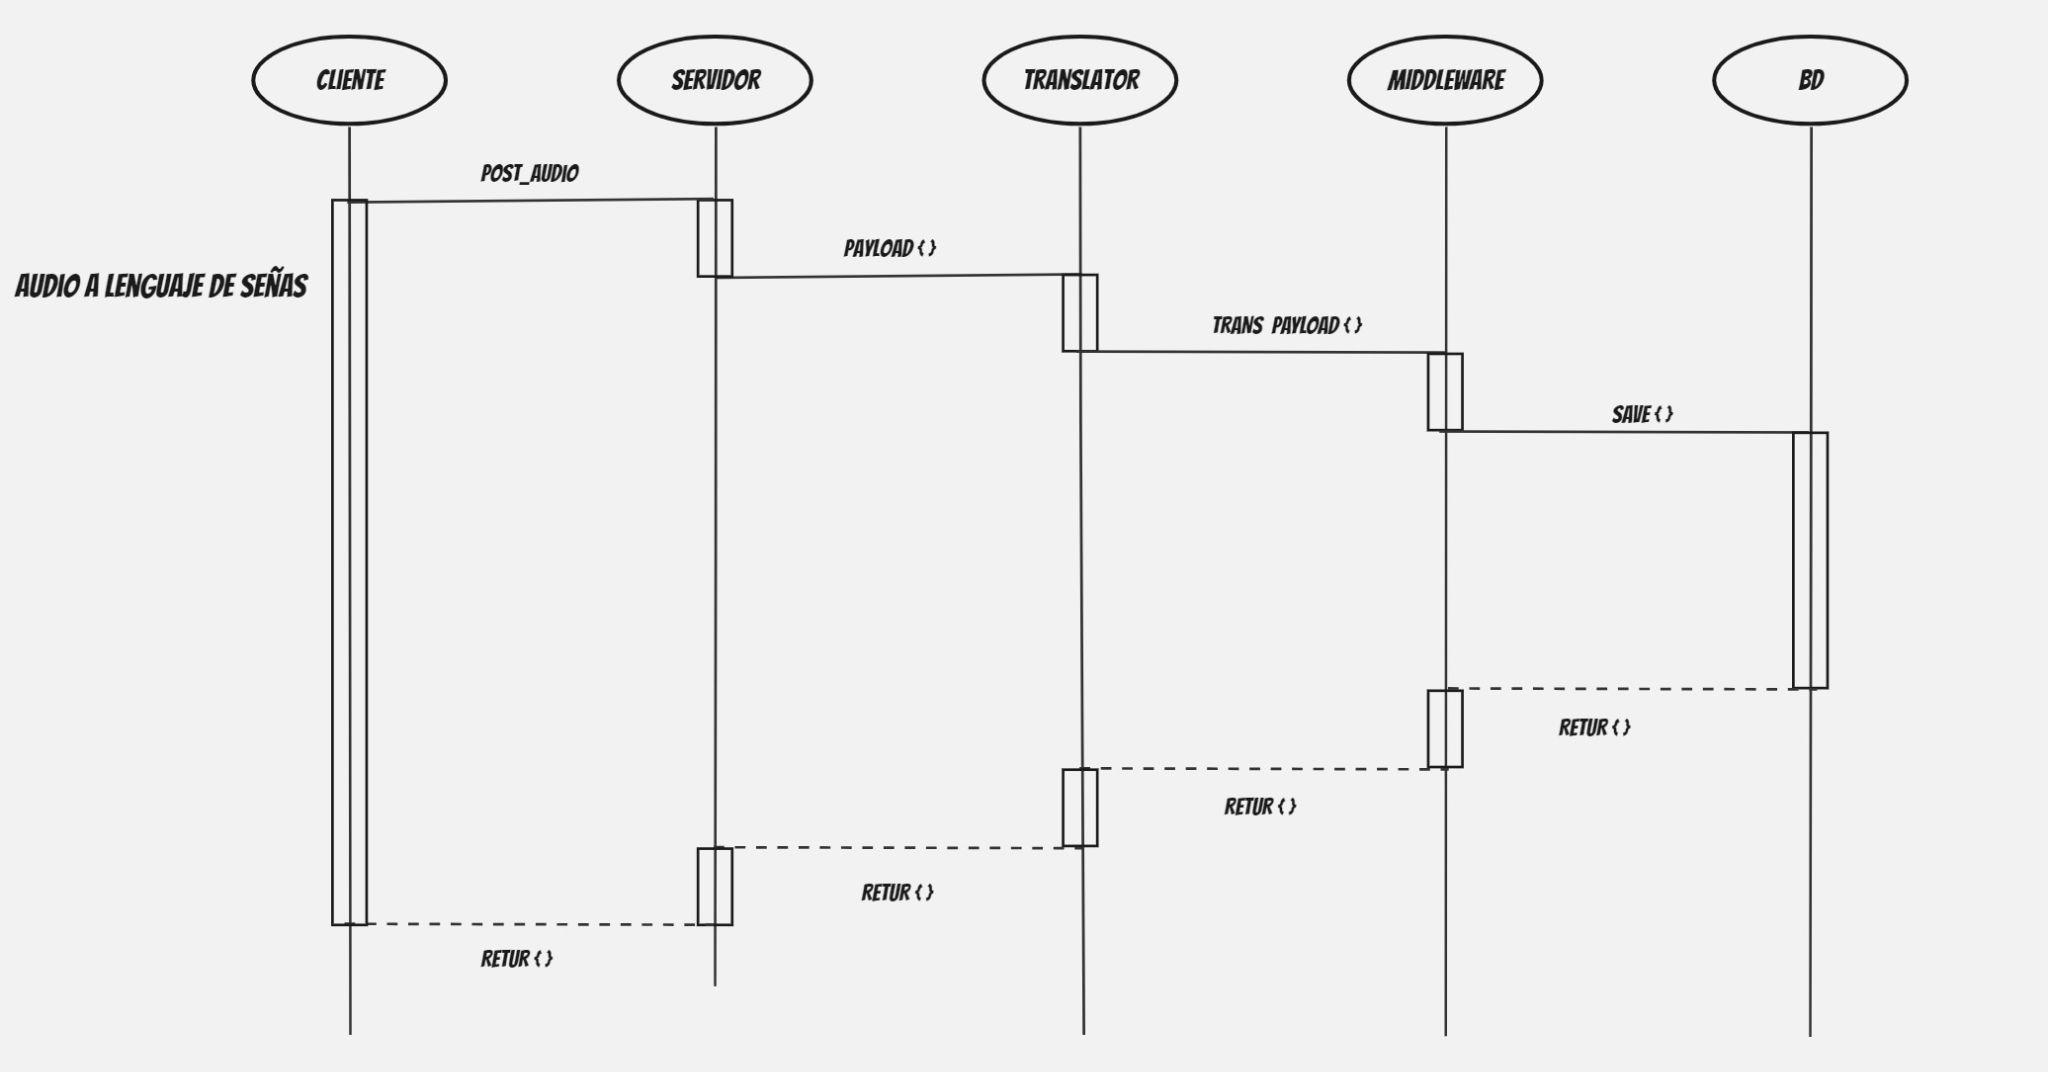 CLIENTE
SERVIDOR
TRANSLATOR
MIDDLEWARE
BD
POST_AUDIO
PAYLOAD { }
AUDIO A LENGUAJE DE SEÑAS
TRANS PAYLOAD { }
SAVE { }
RETUR { }
RETUR { }
RETUR { }
RETUR { }